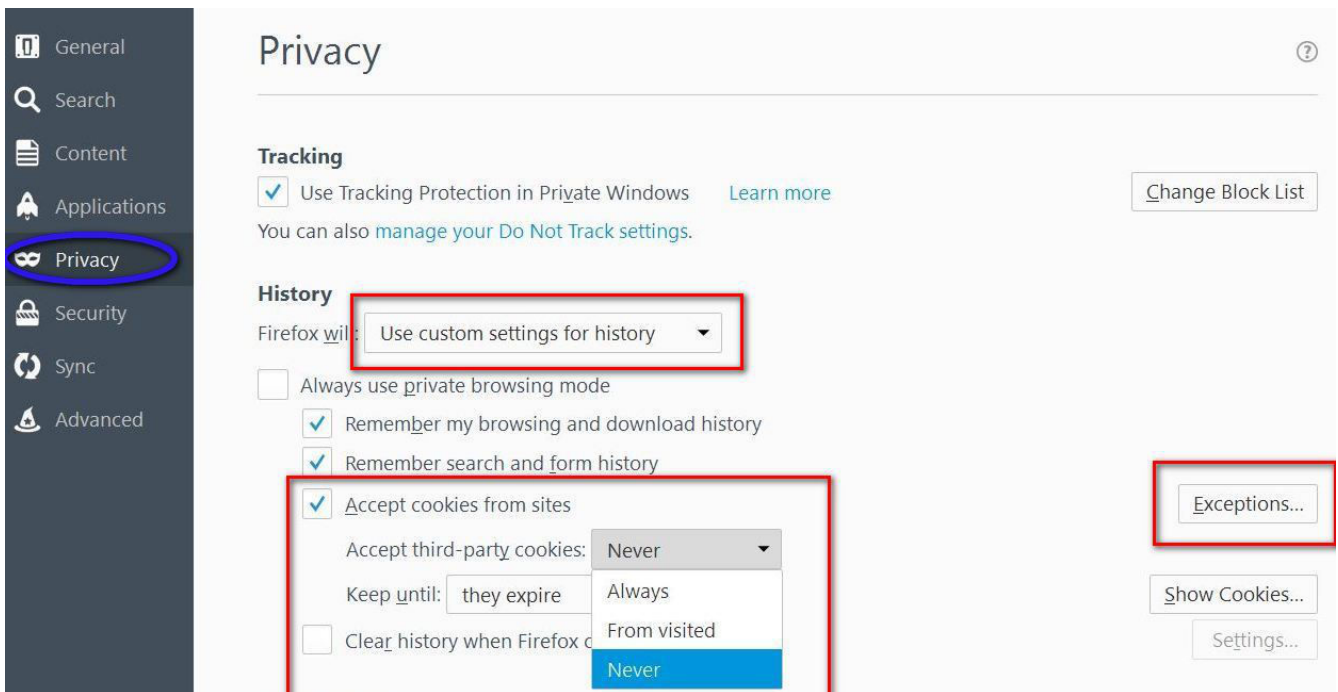 General
Search
Content
Applications
Privacy
Security
Sync
Advanced
Privacy
?
Tracking
Use Tracking Protection in Private Windows Learn more
Change Block List
You can also manage your Do Not Track settings.
History
Firefox will: Use custom settings for history
Always use private browsing mode
Remember my browsing and download history
Remember search and form history
Accept cookies from sites
Exceptions...
Accept third-party cookies: Never
Always
From visited
Never
Keep until: they expire
Show Cookies...
Clear history when Firefox
Settings...